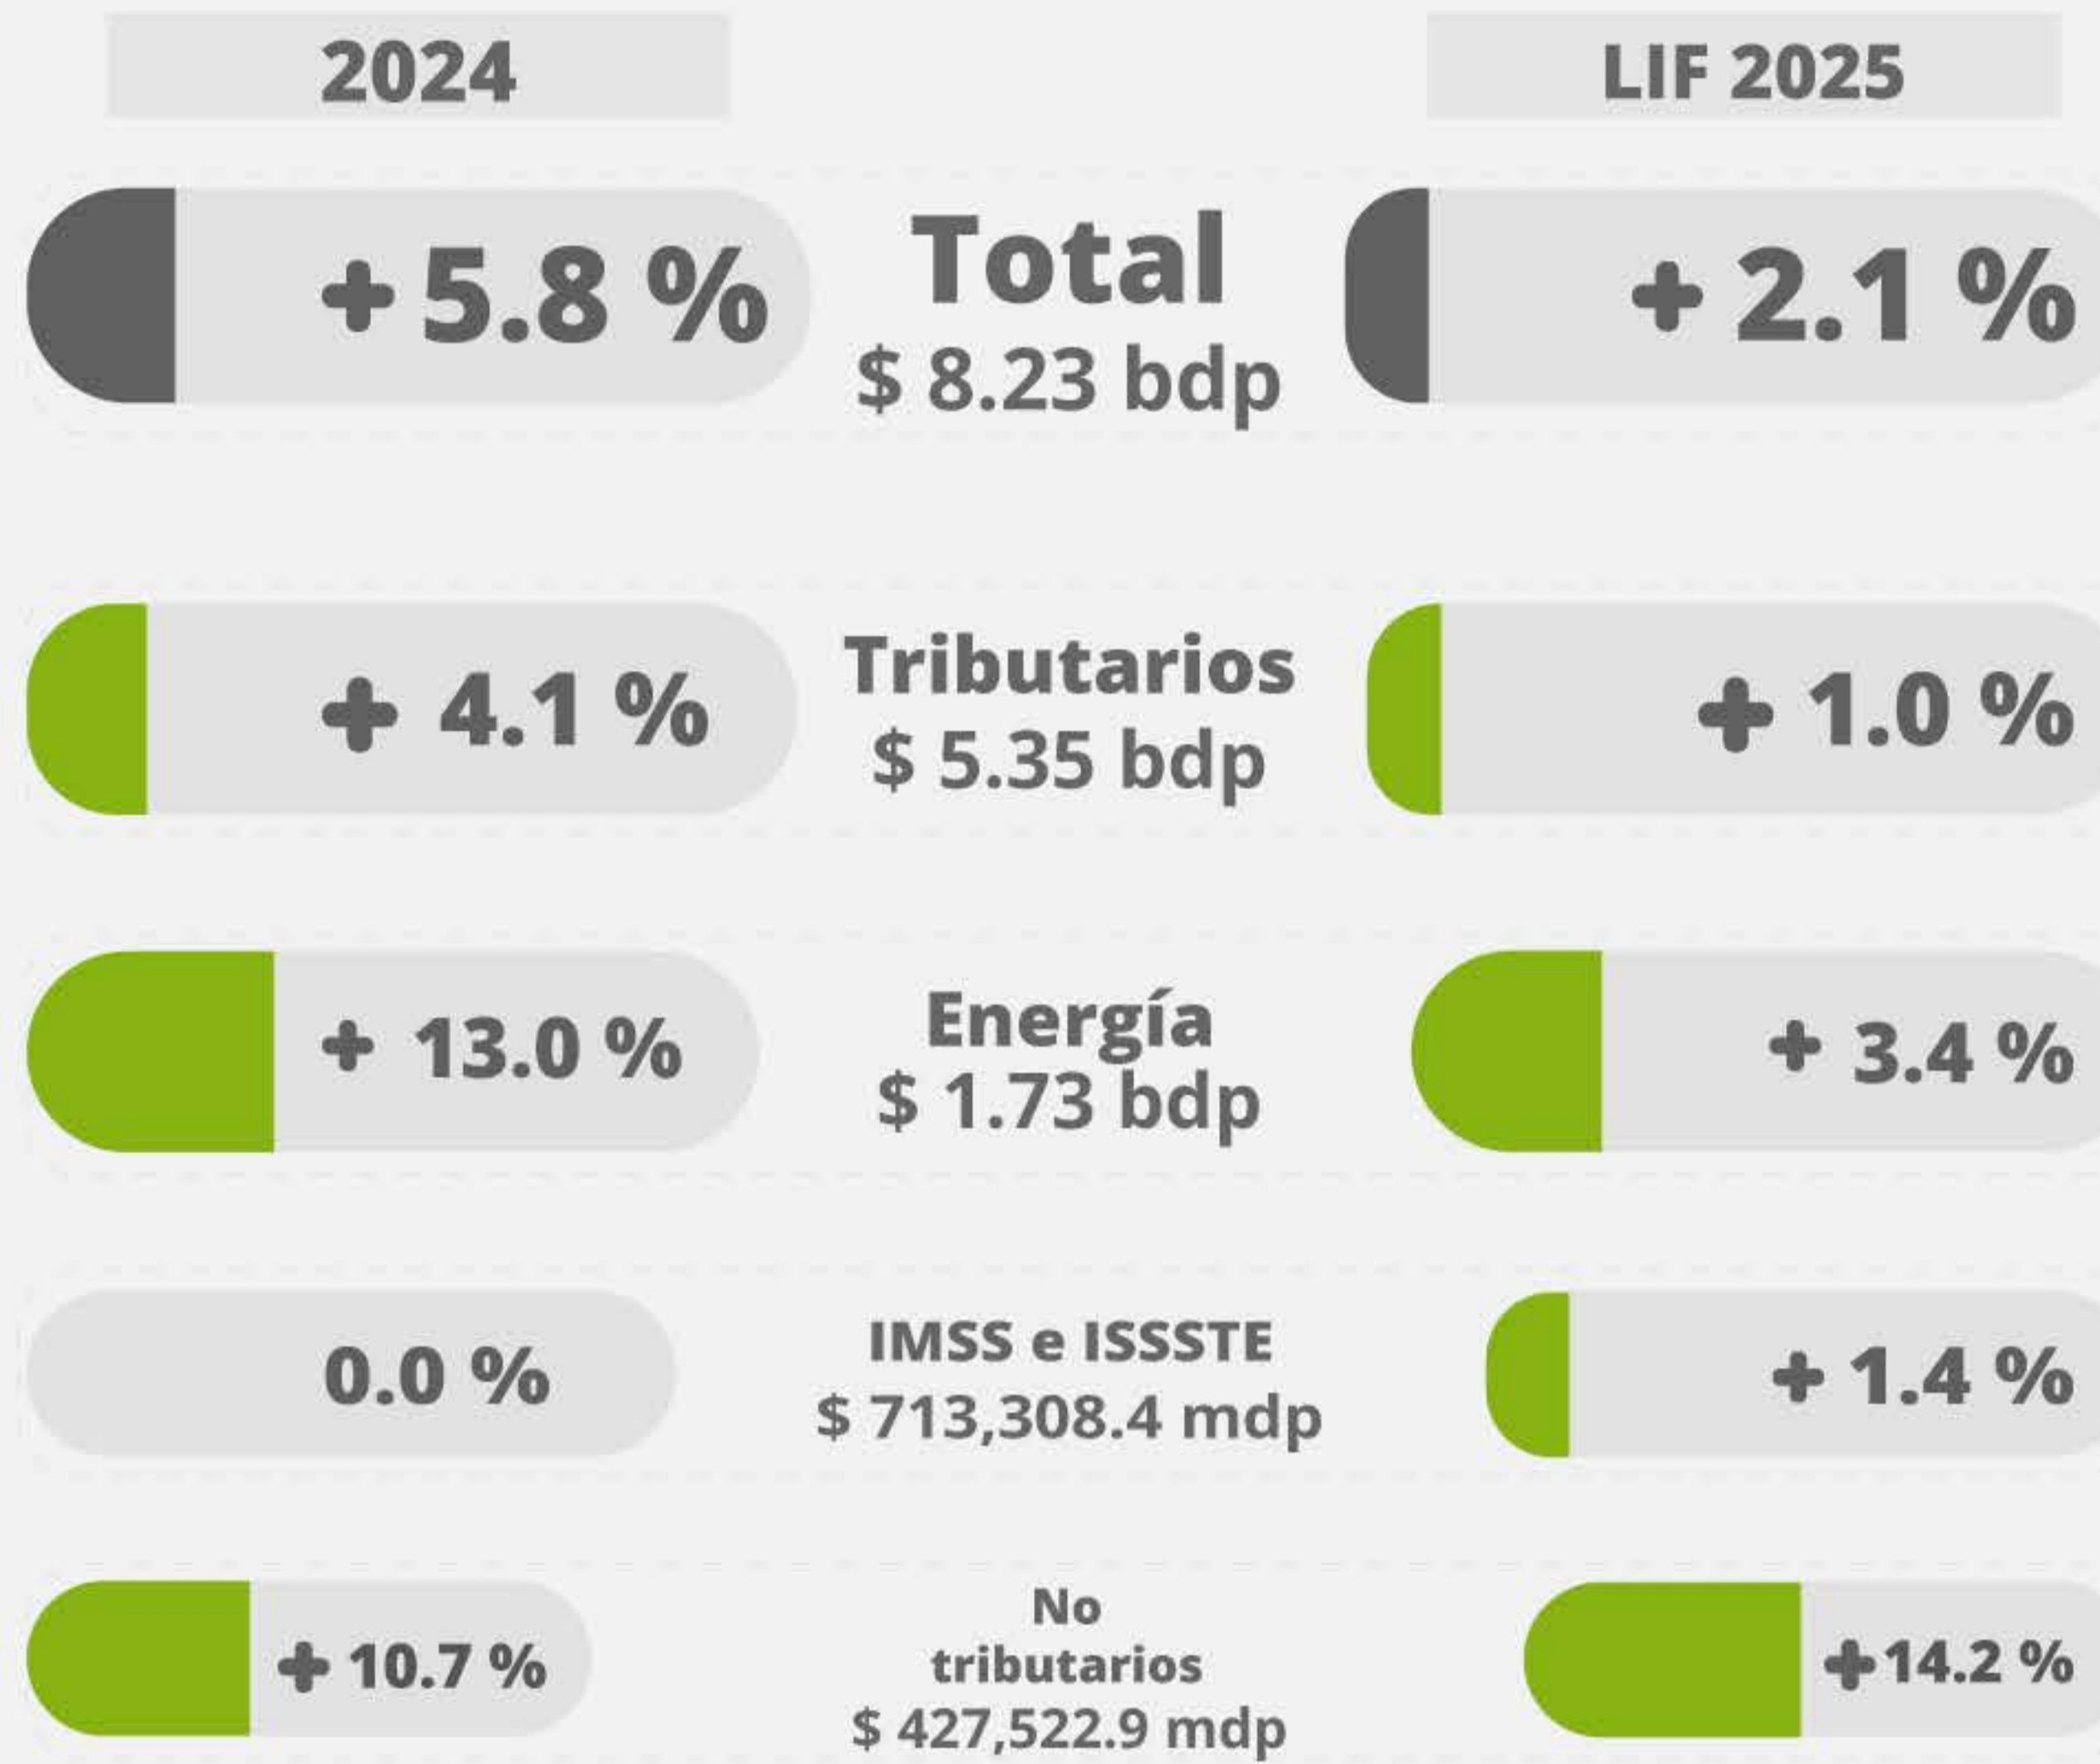 2024
LIF 2025
+ 5.8 %
Total
$ 8.23 bdp
+ 2.1 %
+ 4.1 %
Tributarios
$ 5.35 bdp
+ 1.0 %
+ 13.0 %
Energía
$ 1.73 bdp
+ 3.4 %
0.0 %
IMSS e ISSSTE
$ 713,308.4 mdp
+ 1.4 %
+ 10.7 %
No
tributarios
$ 427,522.9 mdp
+14.2 %